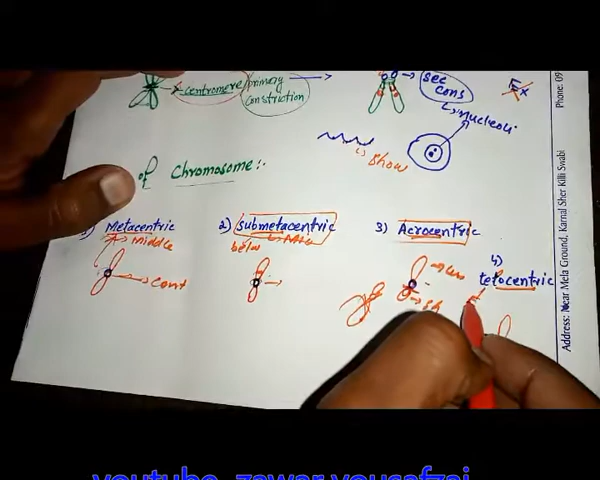 centromere
primary
constriction
sec
cons
nucleoli
show
Ex
of Chromosome :-
Metacentric
middle
Cent
2) submetacentric
below
3) Acrocentric
4)
telocentric
Phone: 09
Address: Near Mela Ground, Karnal Sher Killi Swabi
youtube zawar yousafzai